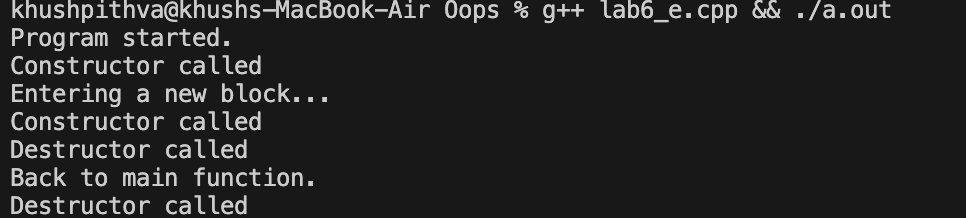 khushpithva@khushs-MacBook-Air Oops % g++ lab6_e.cpp && ./a.out
Program started.
Constructor called
Entering a new block...
Constructor called
Destructor called
Back to main function.
Destructor called